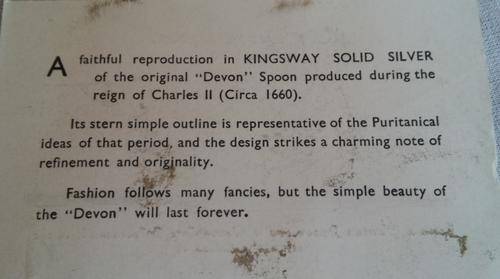 A faithful reproduction in KINGSWAY SOLID SILVER
of the original "Devon" Spoon produced during the
reign of Charles II (Circa 1660).
Its stern simple outline is representative of the Puritanical
ideas of that period, and the design strikes a charming note of
refinement and originality.
Fashion follows many fancies, but the simple beauty of
the "Devon" will last forever.